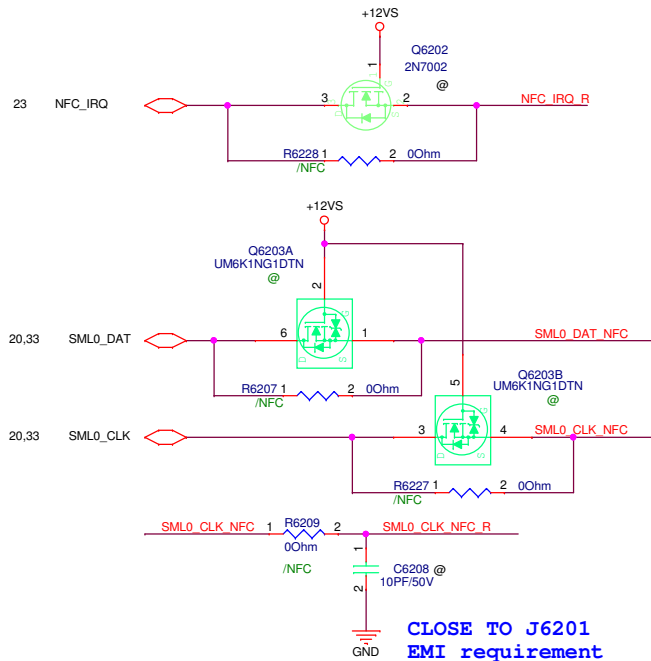 +12VS
Q6202
2N7002
@
1
G
23 NFC_IRQ 3 D S 2 NFC_IRQ_R
R6228 1 2 0Ohm
/NFC
+12VS
Q6203A
UM6K1NG1DTN
@
2
G
20,33 SML0_DAT 6 D S 1 SML0_DAT_NFC
R6207 1 2 0Ohm
/NFC
Q6203B
UM6K1NG1DTN
@
5
G
20,33 SML0_CLK 3 D S 4 SML0_CLK_NFC
R6227 1 2 0Ohm
/NFC
SML0_CLK_NFC 1 R6209 2 SML0_CLK_NFC_R
0Ohm
/NFC
1
C6208 @
10PF/50V
2
GND
CLOSE TO J6201
EMI requirement